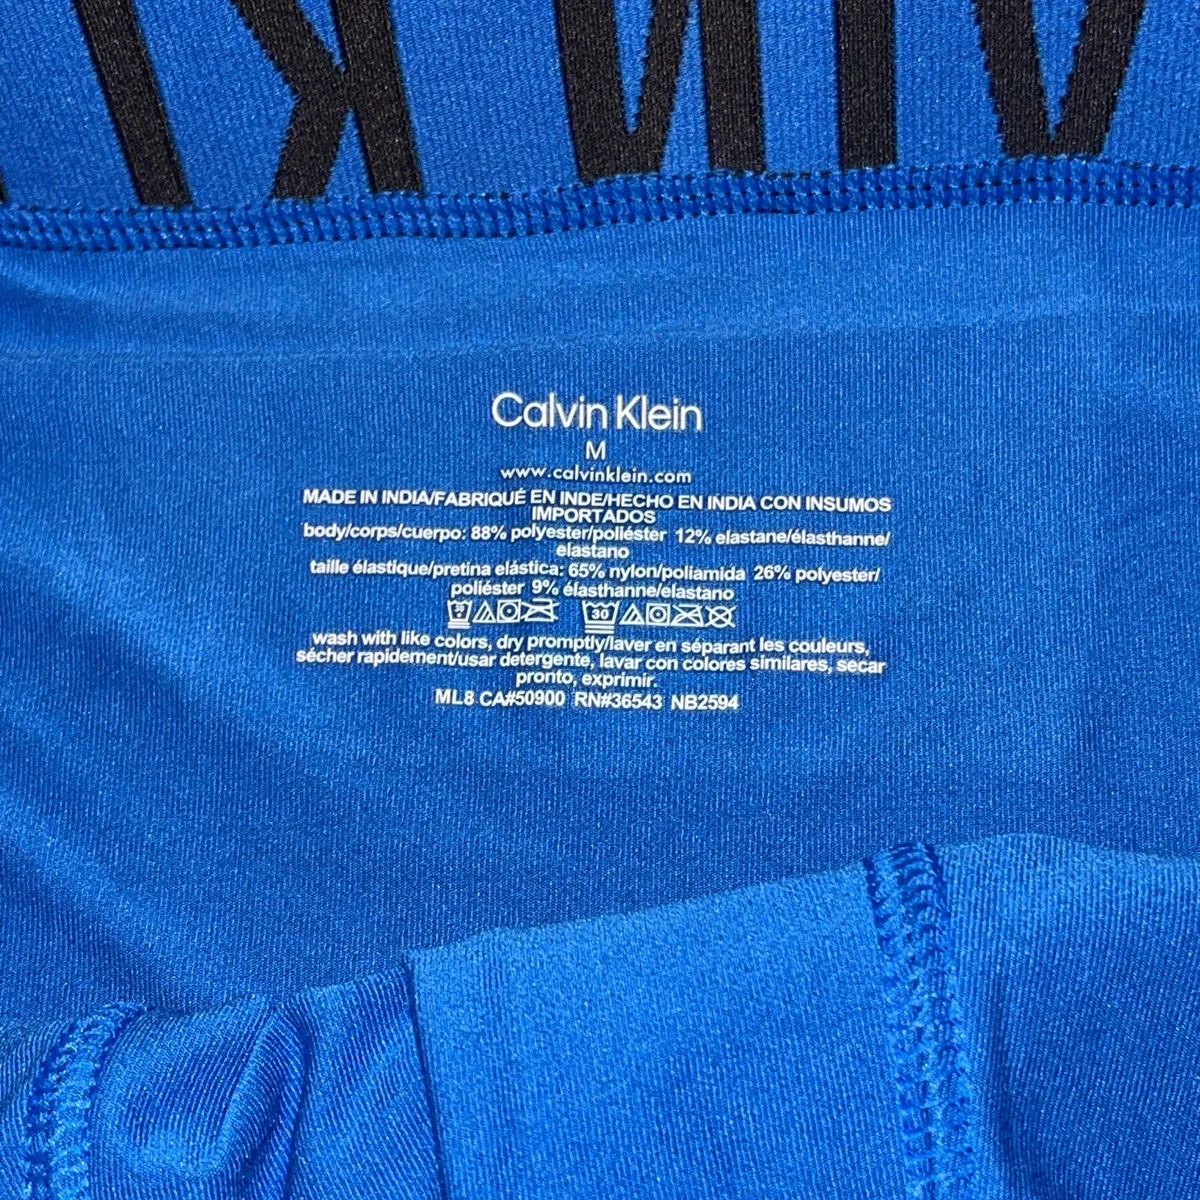 Calvin Klein
M
www.calvinklein.com
MADE IN INDIA/FABRIQUÉ EN INDE/HECHO EN INDIA CON INSUMOS
IMPORTADOS
body/corps/cuerpo: 88% polyester/poliéster 12% elastane/élasthanne/
elastano
taille élastique/pretina elástica: 65% nylon/poliamida 26% polyester/
poliéster 9% élasthanne/elastano
30
wash with like colors, dry promptly/laver en séparant les couleurs,
sécher rapidement/usar detergente, lavar con colores similares, secar
pronto, exprimir.
ML8 CA#50900 RN#36543 NB2594